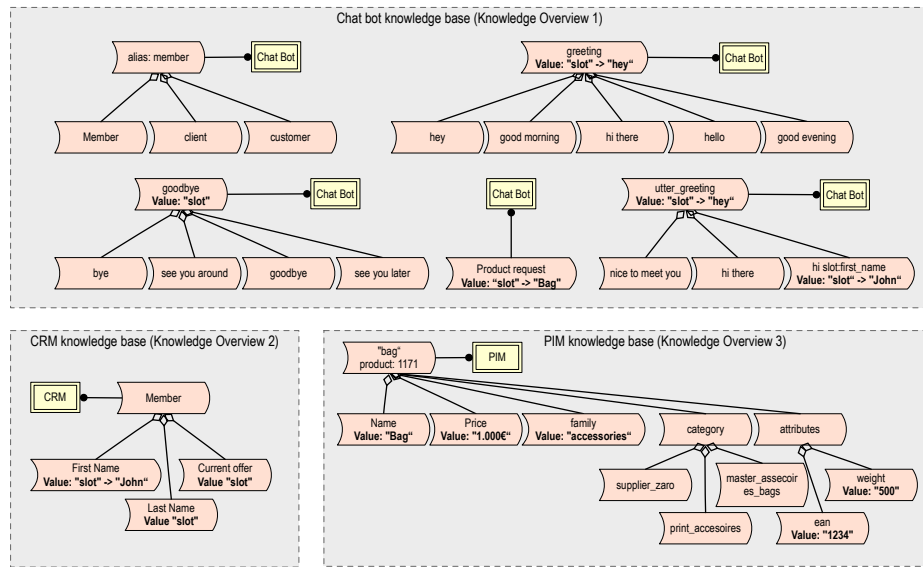 Chat bot knowledge base (Knowledge Overview 1)
alias: member
Chat Bot
greeting
Value: "slot" -> "hey“
Chat Bot
Member
client
customer
hey
good morning
hi there
hello
good evening
goodbye
Value: "slot"
Chat Bot
Chat Bot
utter_greeting
Value: "slot" -> "hey“
Chat Bot
bye
see you around
goodbye
see you later
Product request
Value: “slot" -> "Bag"
nice to meet you
hi there
hi slot:first_name
Value: "slot“ -> "John“
CRM knowledge base (Knowledge Overview 2)
CRM
Member
First Name
Value: "slot" -> "John“
Current offer
Value "slot"
Last Name
Value "slot"
PIM knowledge base (Knowledge Overview 3)
"bag“
product: 1171
PIM
Name
Value: "Bag“
Price
Value: "1.000€“
family
Value: "accessories“
category
attributes
supplier_zaro
master_assecoir
es_bags
weight
Value: "500"
print_accesoires
ean
Value: "1234"